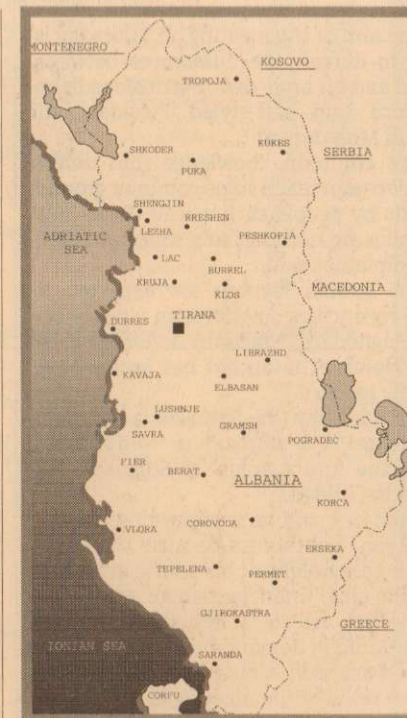 MONTENEGRO
KOSOVO
TROPOJA
SHKODER
PUKA
KUKES
SERBIA
SHENGJIN
LEZHA
RRESHEN
ADRIATIC
SEA
PESHKOPIA
LAC
BURREL
KRUJA
KLOS
MACEDONIA
DURRES
TIRANA
LIBRAZHD
KAVAJA
ELBASAN
LUSHNJE
SAVRA
GRAMSH
POGRADEC
FIER
BERAT
ALBANIA
KORCA
VLORA
COROVOGA
ERSEKA
TEPELENA
PERMET
GJIROKASTRA
GREECE
IONIAN SEA
SARANDA
CORFU